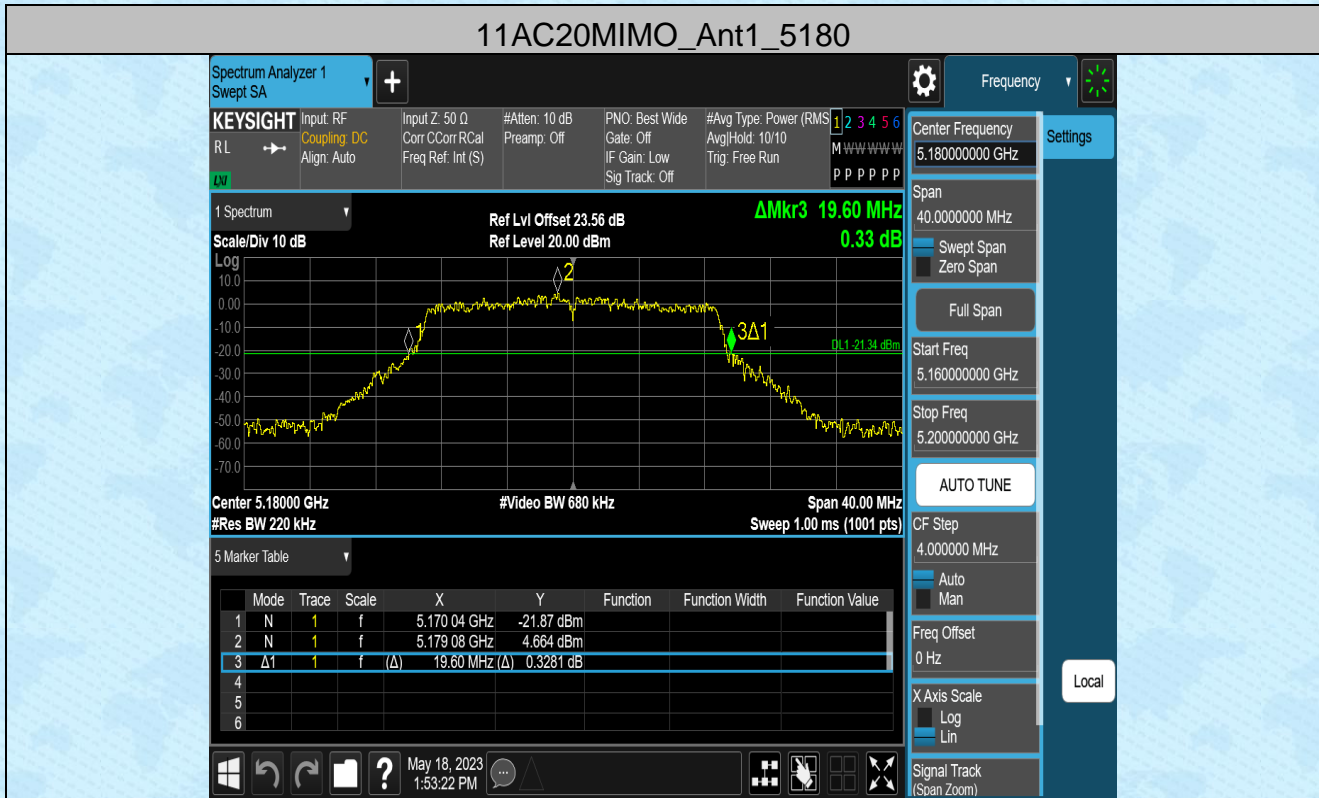 11AC20MIMO_Ant1_5180
Spectrum Analyzer 1
Swept SA
Frequency
KEYSIGHT
RL
LXI
Input: RF
Coupling: DC
Align: Auto
Input Z: 50 Ω
Corr CCorr RCal
Freq Ref: Int (S)
#Atten: 10 dB
Preamp: Off
PNO: Best Wide
Gate: Off
IF Gain: Low
Sig Track: Off
#Avg Type: Power (RMS
Avg|Hold: 10/10
Trig: Free Run
1 2 3 4 5 6
M W W W W W
P P P P P P
1 Spectrum
Scale/Div 10 dB
Ref Lvl Offset 23.56 dB
Ref Level 20.00 dBm
ΔMkr3 19.60 MHz
0.33 dB
Log
10.0
0.00
-10.0
-20.0
-30.0
-40.0
-50.0
-60.0
-70.0
1
2
3Δ1
DL1 -21.34 dBm
Center 5.18000 GHz
#Res BW 220 kHz
#Video BW 680 kHz
Span 40.00 MHz
Sweep 1.00 ms (1001 pts)
5 Marker Table
Mode Trace Scale X Y Function Function Width Function Value
1 N 1 f 5.170 04 GHz -21.87 dBm
2 N 1 f 5.179 08 GHz 4.664 dBm
3 Δ1 1 f (Δ) 19.60 MHz (Δ) 0.3281 dB
4
5
6
May 18, 2023
1:53:22 PM
Center Frequency
5.180000000 GHz
Settings
Span
40.0000000 MHz
Swept Span
Zero Span
Full Span
Start Freq
5.160000000 GHz
Stop Freq
5.200000000 GHz
AUTO TUNE
CF Step
4.000000 MHz
Auto
Man
Freq Offset
0 Hz
X Axis Scale
Log
Lin
Local
Signal Track
(Span Zoom)